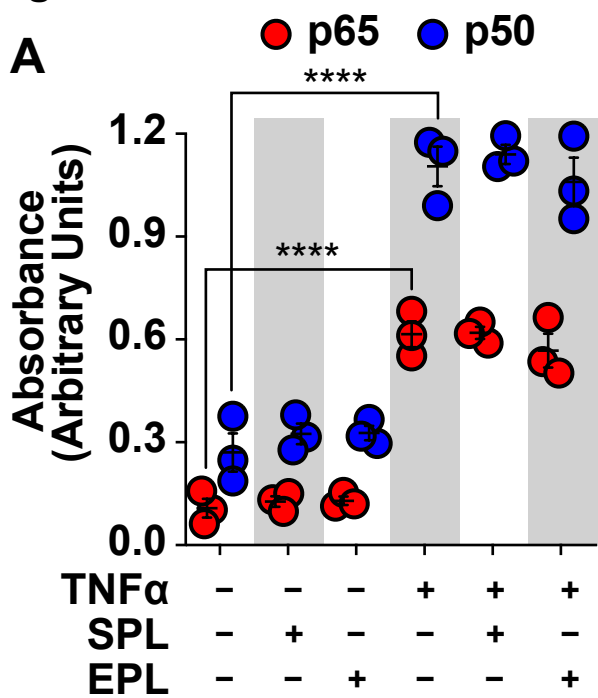 p65 p50
A
****
1.2
0.9
****
0.6
0.3
0.0
Absorbance
(Arbitrary Units)
TNFα − − − + + +
SPL − + − − + −
EPL − − + − − +